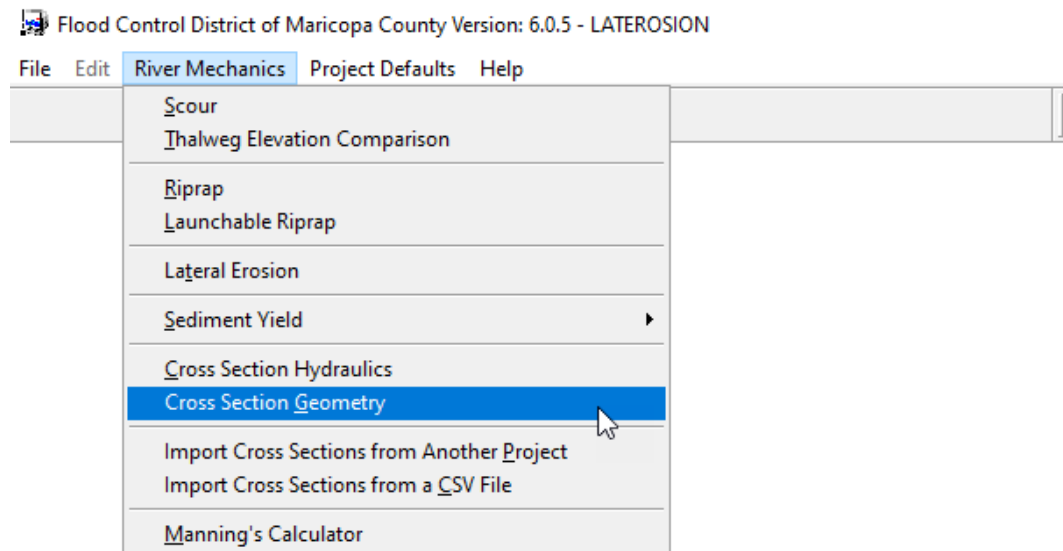 Flood Control District of Maricopa County Version: 6.0.5 - LATEROSION
File Edit River Mechanics Project Defaults Help
Scour
Thalweg Elevation Comparison
Riprap
Launchable Riprap
Lateral Erosion
Sediment Yield
Cross Section Hydraulics
Cross Section Geometry
Import Cross Sections from Another Project
Import Cross Sections from a CSV File
Manning's Calculator